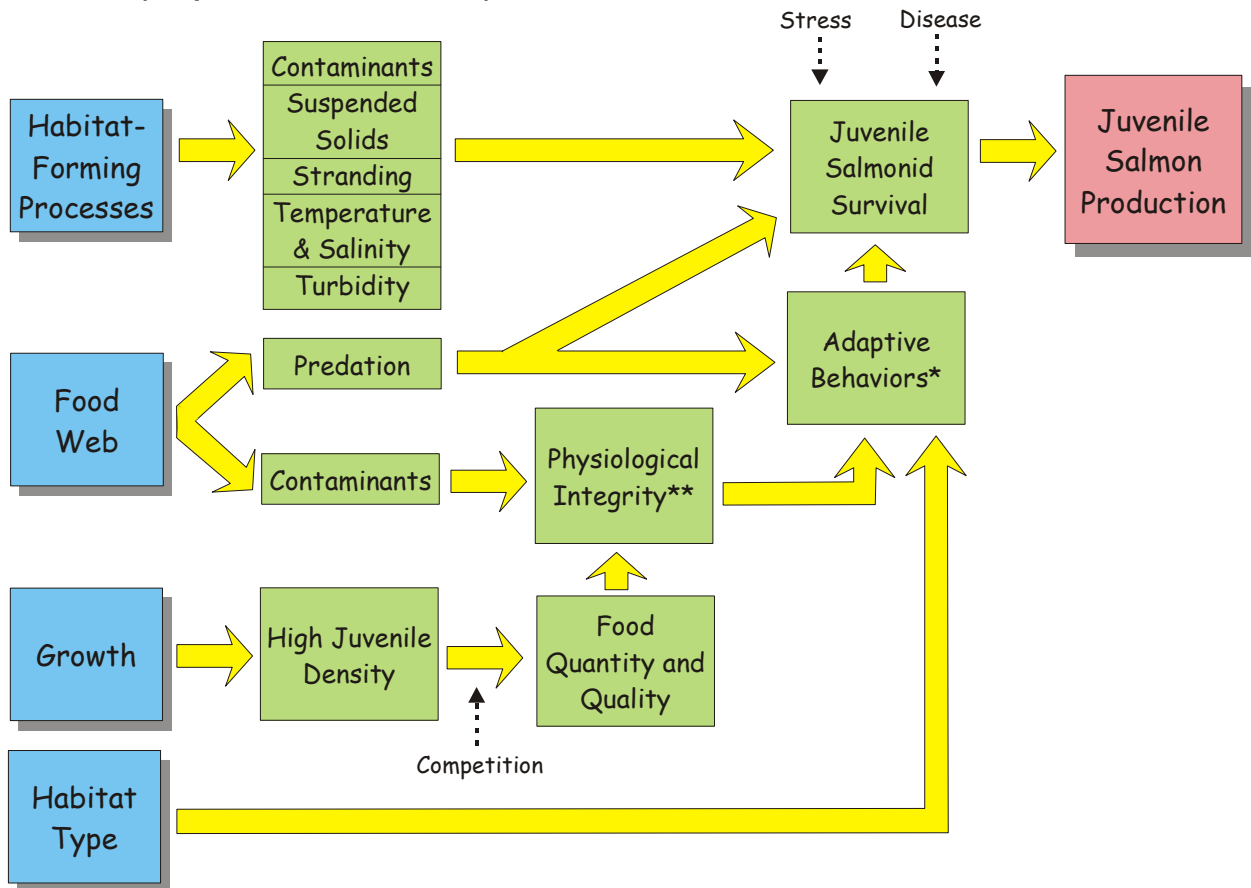 Stress
Disease
Habitat-
Forming
Processes
Contaminants
Suspended
Solids
Stranding
Temperature
& Salinity
Turbidity
Juvenile
Salmonid
Survival
Juvenile
Salmon
Production
Food
Web
Predation
Contaminants
Physiological
Integrity**
Adaptive
Behaviors*
Growth
High Juvenile
Density
Food
Quantity and
Quality
Competition
Habitat
Type